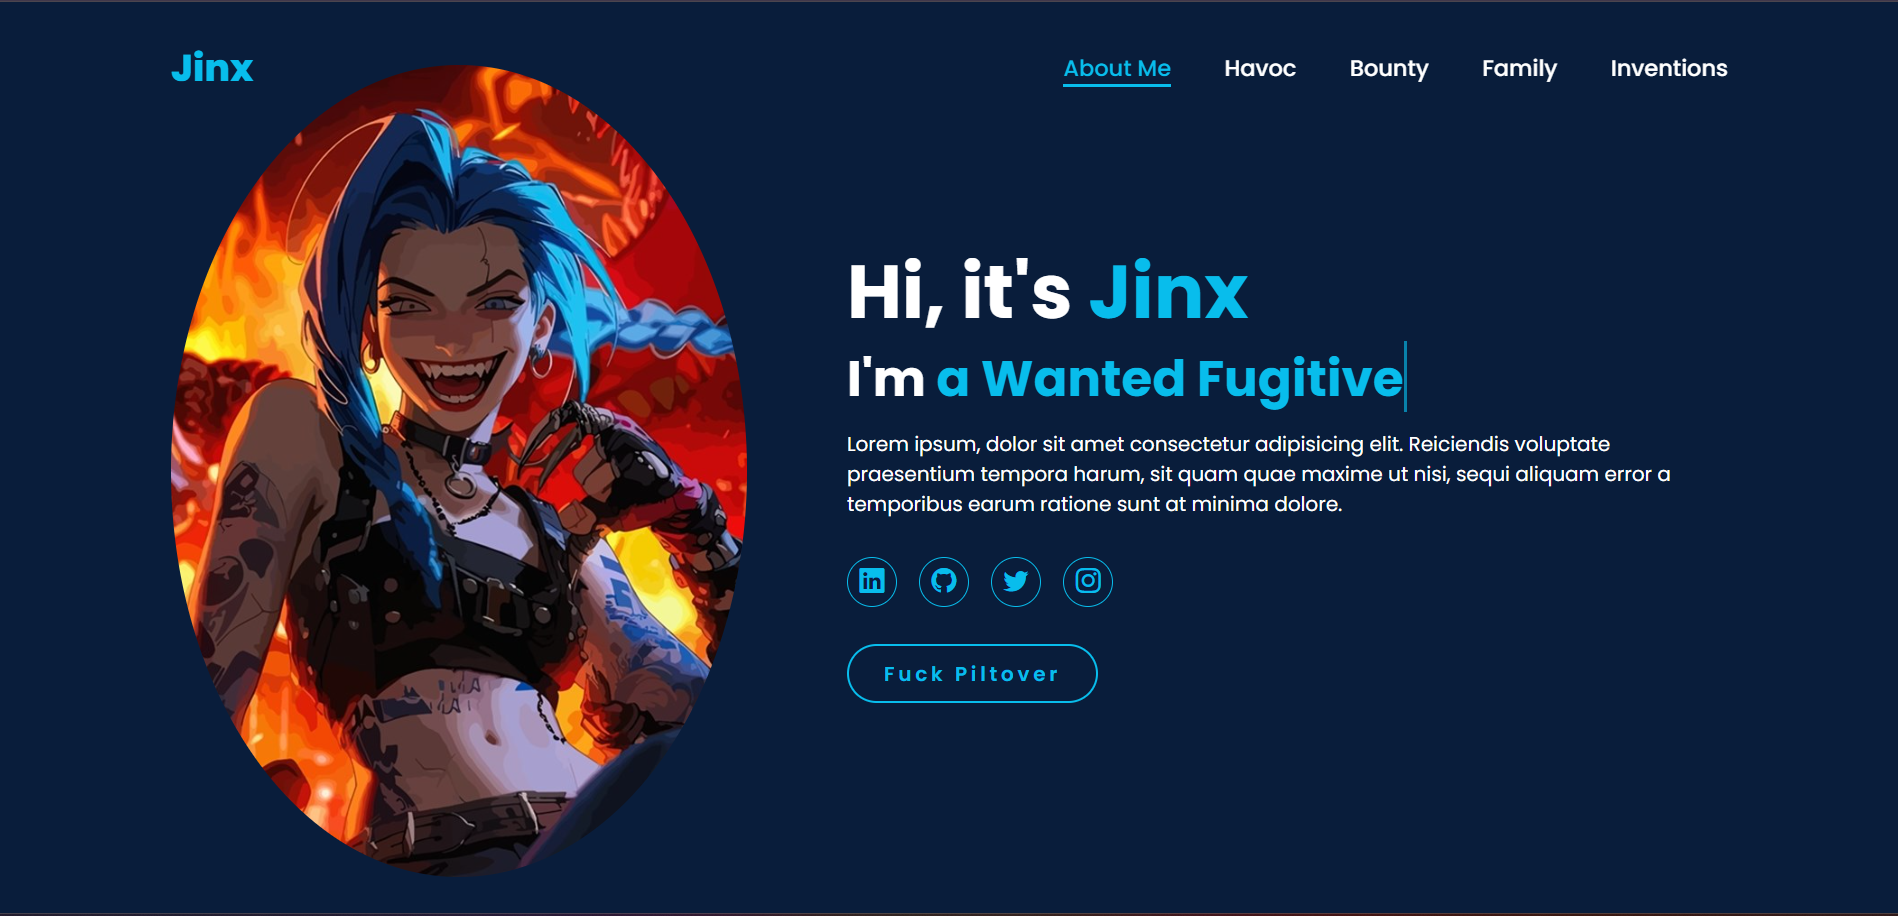 Jinx
About Me Havoc Bounty Family Inventions
Hi, it's Jinx
I'm a Wanted Fugitive
Lorem ipsum, dolor sit amet consectetur adipisicing elit. Reiciendis voluptate
praesentium tempora harum, sit quam quae maxime ut nisi, sequi aliquam error a
temporibus earum ratione sunt at minima dolore.
Fuck Piltover